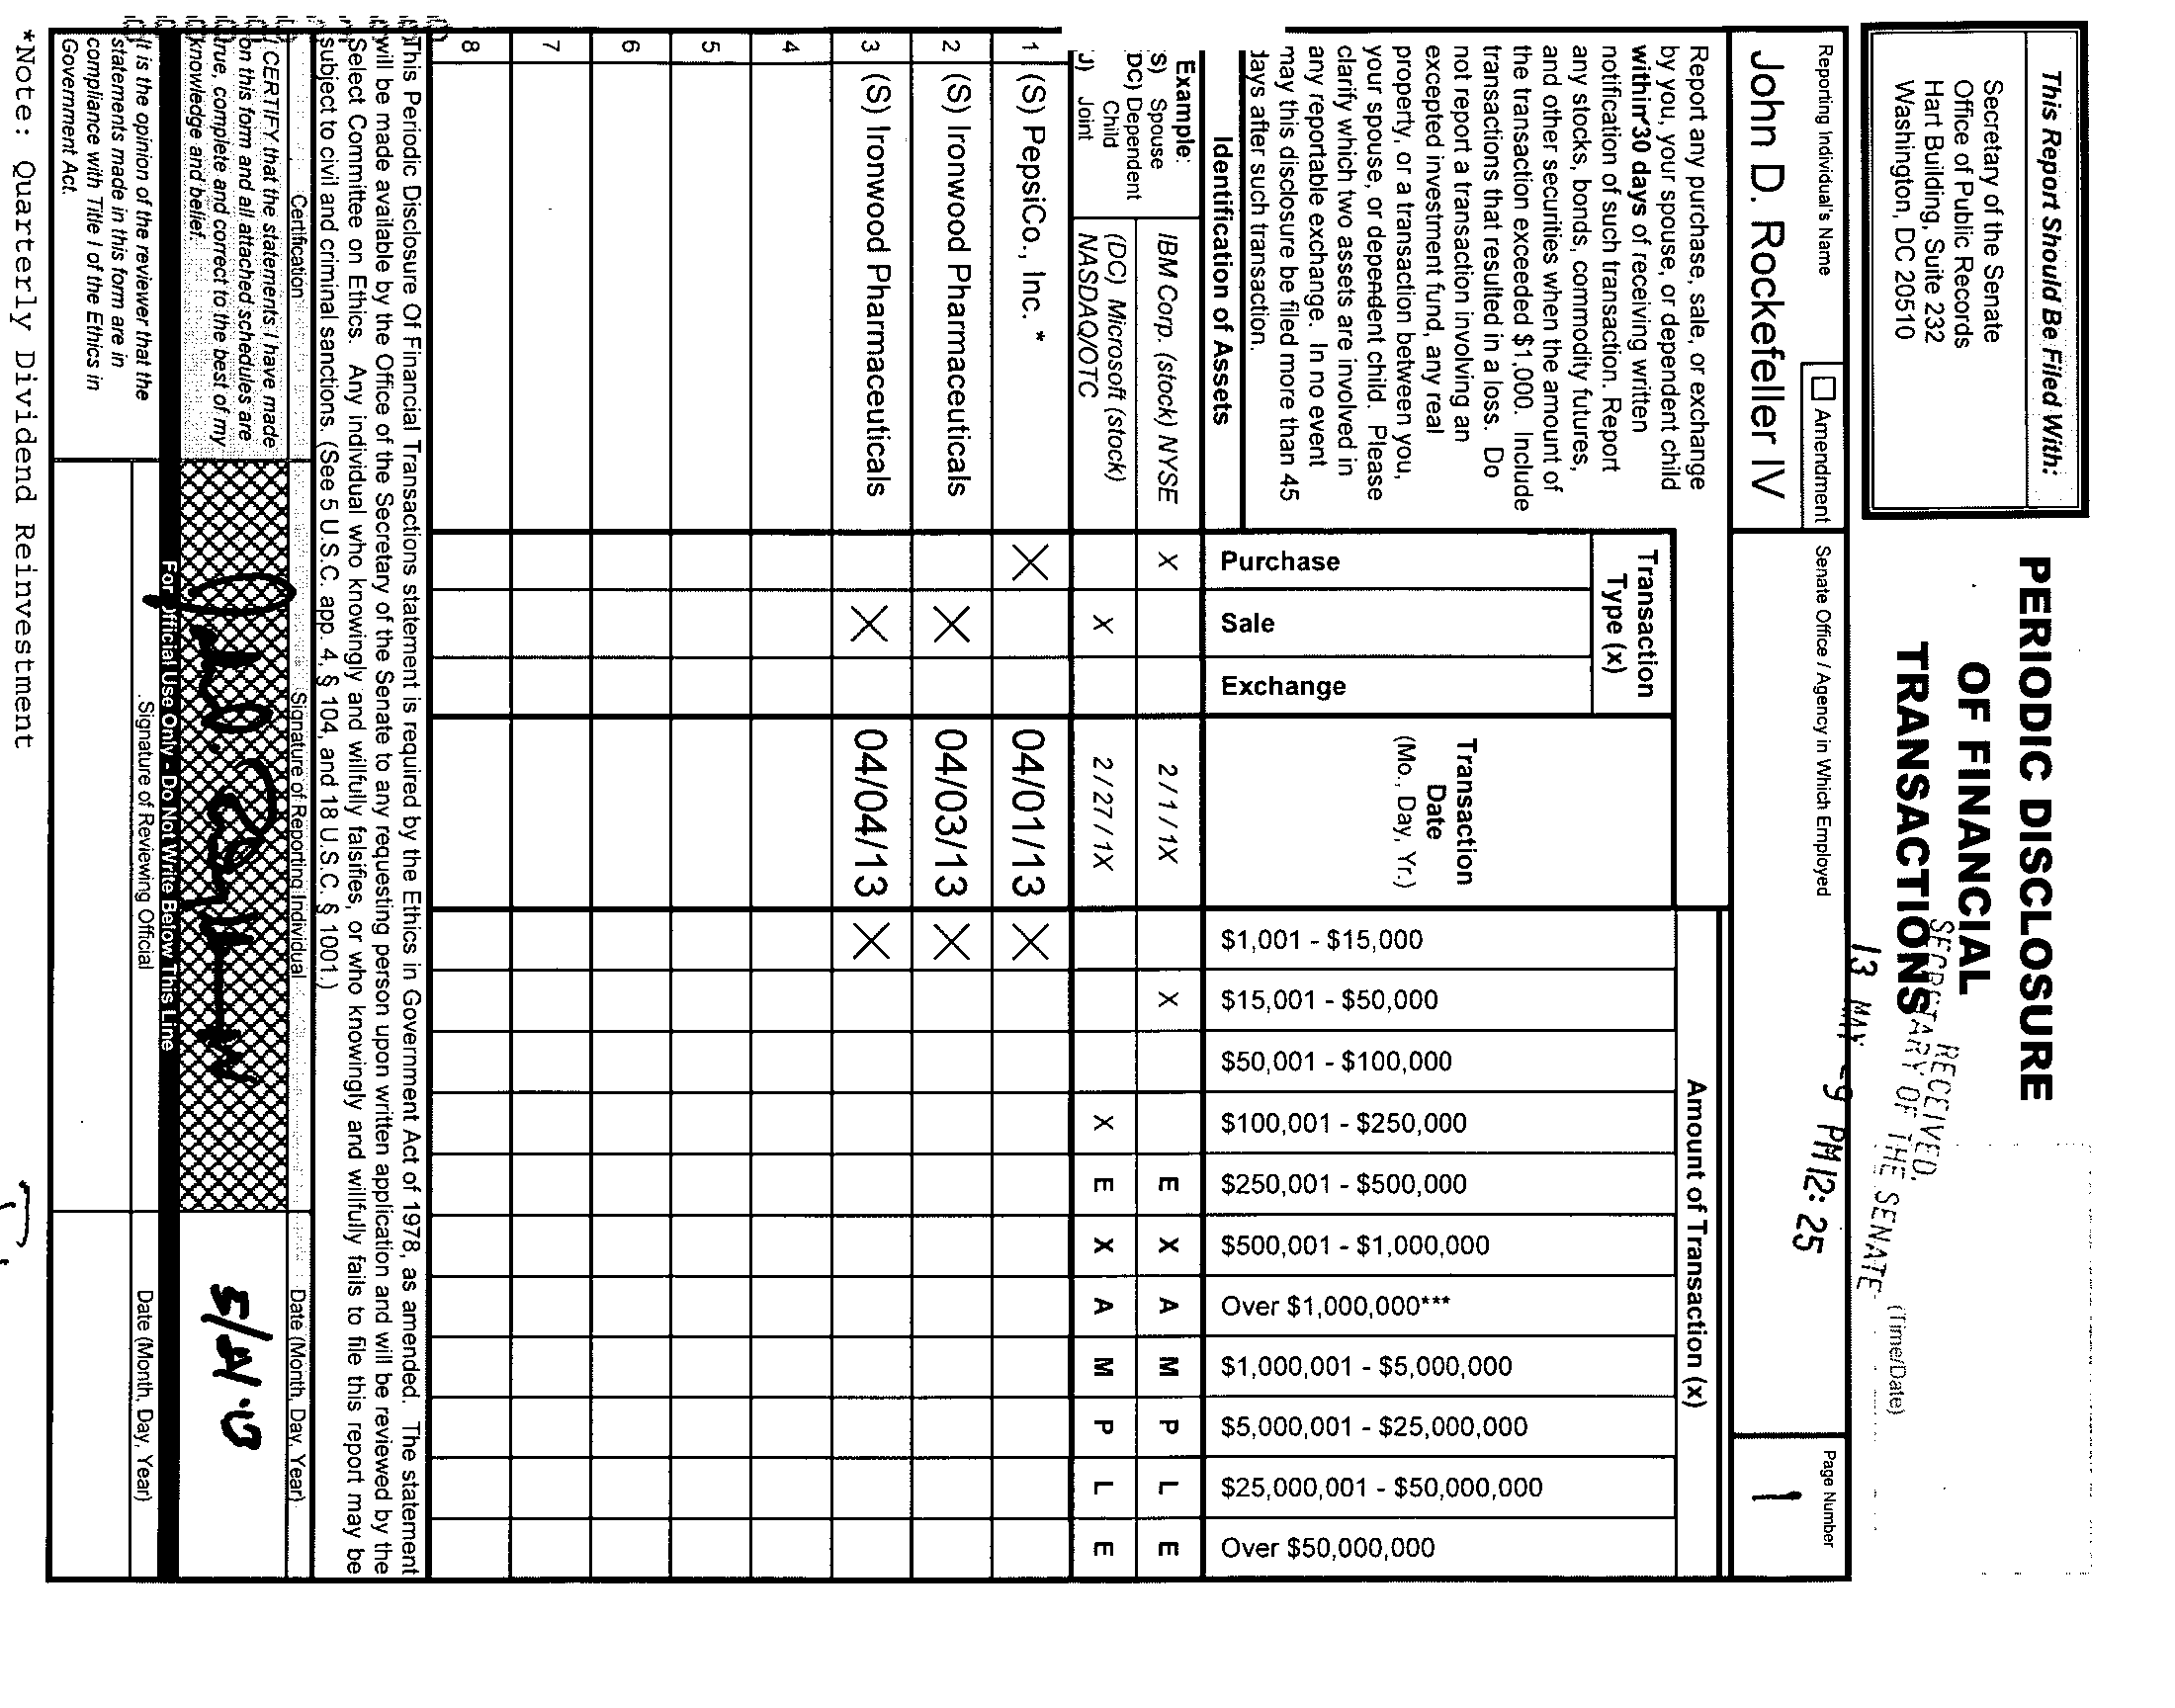 This Report Should Be Filed With:
Secretary of the Senate
Office of Public Records
Hart Building, Suite 232
Washington, DC 20510
PERIODIC DISCLOSURE
OF FINANCIAL
TRANSACTIONS
RECEIVED
SECRETARY OF THE SENATE
13 MAY -9 PM 12:25
(Time/Date)
Reporting Individual's Name
☐ Amendment
Senate Office / Agency in Which Employed
Page Number
John D. Rockefeller IV
1
Report any purchase, sale, or exchange
by you, your spouse, or dependent child
within 30 days of receiving written
notification of such transaction. Report
any stocks, bonds, commodity futures,
and other securities when the amount of
the transaction exceeded $1,000. Include
transactions that resulted in a loss. Do
not report a transaction involving an
excepted investment fund, any real
property, or a transaction between you,
your spouse, or dependent child. Please
clarify which two assets are involved in
any reportable exchange. In no event
may this disclosure be filed more than 45
days after such transaction.
Identification of Assets
Transaction
Type (x)
Purchase
Sale
Exchange
Transaction
Date
(Mo., Day, Yr.)
Amount of Transaction (x)
$1,001 - $15,000
$15,001 - $50,000
$50,001 - $100,000
$100,001 - $250,000
$250,001 - $500,000
$500,001 - $1,000,000
Over $1,000,000***
$1,000,001 - $5,000,000
$5,000,001 - $25,000,000
$25,000,001 - $50,000,000
Over $50,000,000
Example:
S) Spouse
DC) Dependent
Child
J) Joint
IBM Corp. (stock) NYSE X 2 / 1 / 1X X E X A M P L E
(DC) Microsoft (stock)
NASDAQ/OTC X 2 / 27 / 1X X E X A M P L E
1 (S) PepsiCo., Inc. * X 04/01/13 X
2 (S) Ironwood Pharmaceuticals X 04/03/13 X
3 (S) Ironwood Pharmaceuticals X 04/04/13 X
4
5
6
7
8
This Periodic Disclosure Of Financial Transactions statement is required by the Ethics in Government Act of 1978, as amended. The statement
will be made available by the Office of the Secretary of the Senate to any requesting person upon written application and will be reviewed by the
Select Committee on Ethics. Any individual who knowingly and willfully falsifies, or who knowingly and willfully fails to file this report may be
subject to civil and criminal sanctions. (See 5 U.S.C. app. 4, § 104, and 18 U.S.C. § 1001.)
Certification
Signature of Reporting Individual
Date (Month, Day, Year)
I CERTIFY that the statements I have made
on this form and all attached schedules are
true, complete and correct to the best of my
knowledge and belief.
For Official Use Only - Do Not Write Below This Line
It is the opinion of the reviewer that the
statements made in this form are in
compliance with Title I of the Ethics in
Government Act.
Signature of Reviewing Official
Date (Month, Day, Year)
*Note: Quarterly Dividend Reinvestment